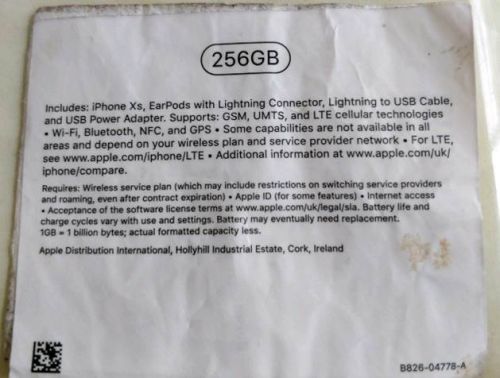 256GB
Includes: iPhone Xs, EarPods with Lightning Connector, Lightning to USB Cable,
and USB Power Adapter. Supports: GSM, UMTS, and LTE cellular technologies
• Wi-Fi, Bluetooth, NFC, and GPS • Some capabilities are not available in all
areas and depend on your wireless plan and service provider network • For LTE,
see www.apple.com/iphone/LTE • Additional information at www.apple.com/uk/
iphone/compare.
Requires: Wireless service plan (which may include restrictions on switching service providers
and roaming, even after contract expiration) • Apple ID (for some features) • Internet access
• Acceptance of the software license terms at www.apple.com/uk/legal/sla. Battery life and
charge cycles vary with use and settings. Battery may eventually need replacement.
1GB = 1 billion bytes; actual formatted capacity less.
Apple Distribution International, Hollyhill Industrial Estate, Cork, Ireland
B826-04778-A